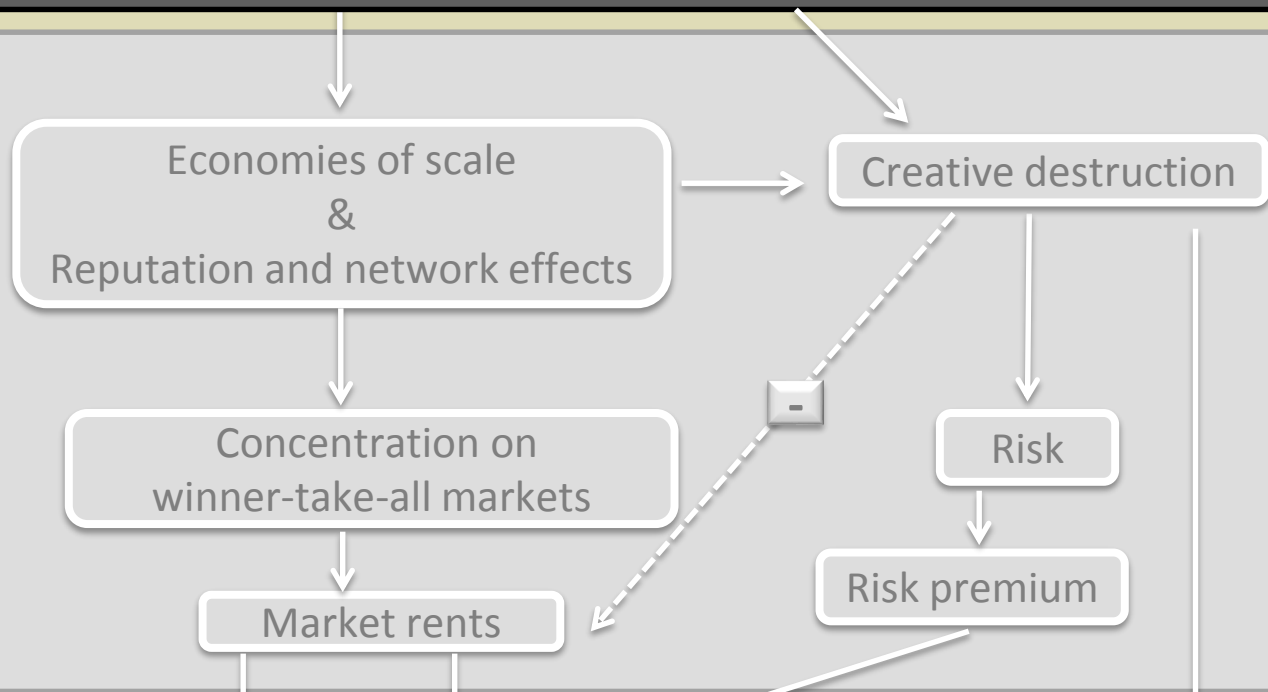 Economies of scale
&
Reputation and network effects
Creative destruction
Concentration on
winner-take-all markets
-
Risk
Risk premium
Market rents